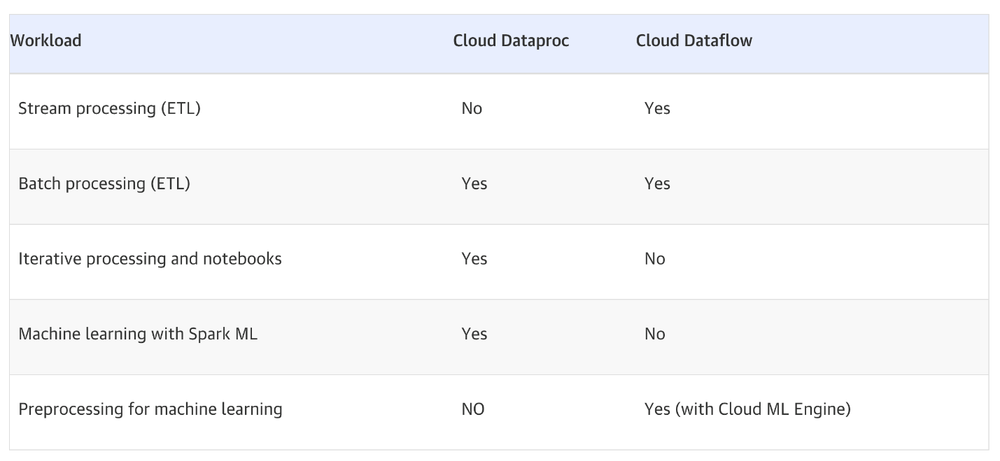 Workload Cloud Dataproc Cloud Dataflow
Stream processing (ETL) No Yes
Batch processing (ETL) Yes Yes
Iterative processing and notebooks Yes No
Machine learning with Spark ML Yes No
Preprocessing for machine learning NO Yes (with Cloud ML Engine)